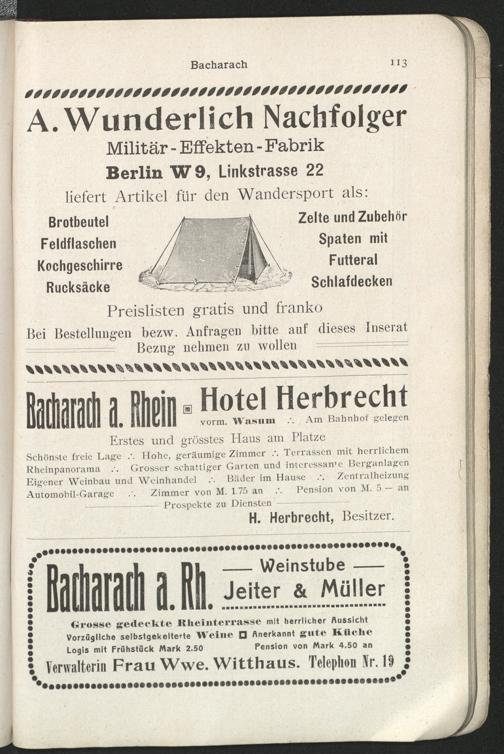 Bacharach 113
A. Wunderlich Nachfolger
Militär-Effekten-Fabrik
Berlin W 9, Linkstrasse 22
liefert Artikel für den Wandersport als:
Brotbeutel
Feldflaschen
Kochgeschirre
Rucksäcke
Zelte und Zubehör
Spaten mit
Futteral
Schlafdecken
Preislisten gratis und franko
Bei Bestellungen bezw. Anfragen bitte auf dieses Inserat
Bezug nehmen zu wollen
Bacharach a. Rhein Hotel Herbrecht
vorm. Wasum ∴ Am Bahnhof gelegen
Erstes und grösstes Haus am Platze
Schönste freie Lage ∴ Hohe, geräumige Zimmer ∴ Terrassen mit herrlichem
Rheinpanorama ∴ Grosser schattiger Garten und interessante Berganlagen
Eigener Weinbau und Weinhandel ∴ Bäder im Hause ∴ Zentralheizung
Automobil-Garage ∴ Zimmer von M. 1.75 an ∴ Pension von M. 5 — an
Prospekte zu Diensten
H. Herbrecht, Besitzer.
Bacharach a. Rh. — Weinstube —
Jeiter & Müller
Grosse gedeckte Rheinterrasse mit herrlicher Aussicht
Vorzügliche selbstgekelterte Weine Anerkannt gute Küche
Logis mit Frühstück Mark 2.50 Pension von Mark 4.50 an
Verwalterin Frau Wwe. Witthaus. Telephon Nr. 19